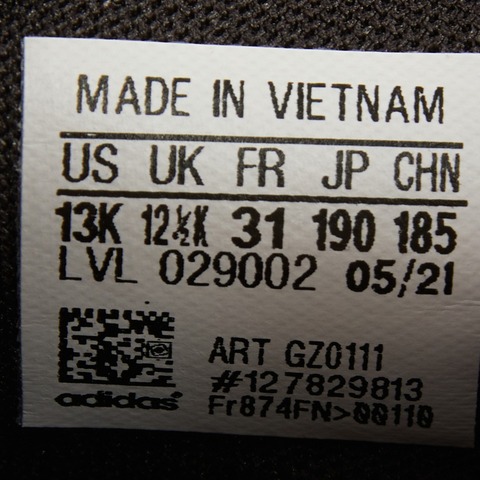 MADE IN VIETNAM
US UK FR JP CHN
13K 12½K 31 190 185
LVL 029002 05/21
ART GZ0111
#127829813
adidas Fr874FN>00110